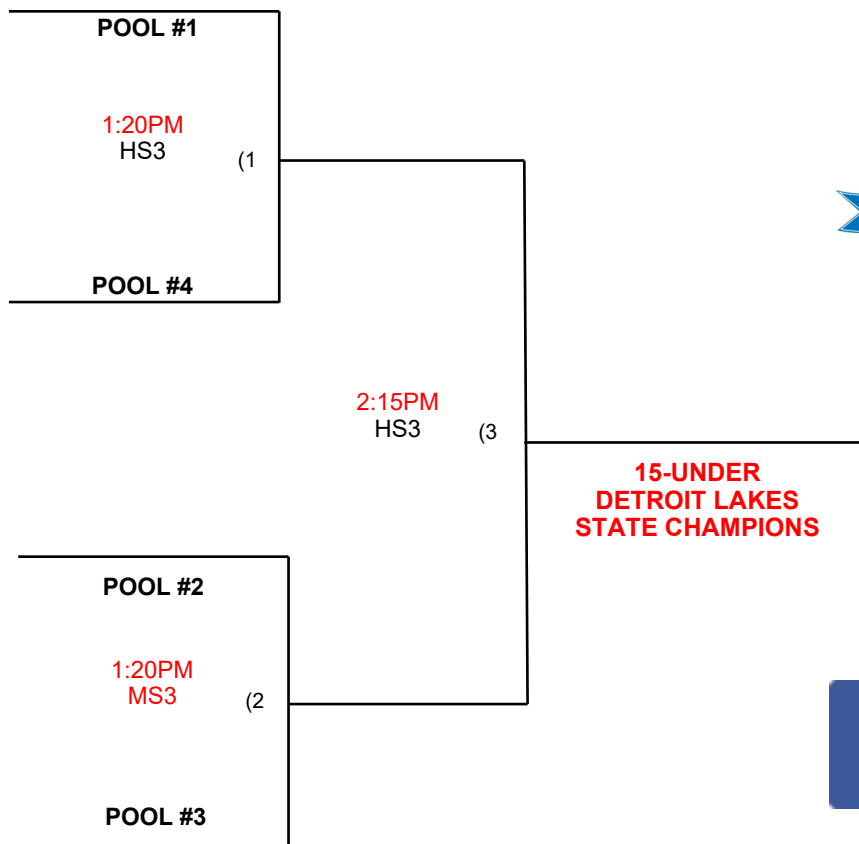 POOL #1
1:20PM
HS3
(1
POOL #4
2:15PM
HS3
(3
15-UNDER
DETROIT LAKES
STATE CHAMPIONS
POOL #2
1:20PM
MS3
(2
POOL #3